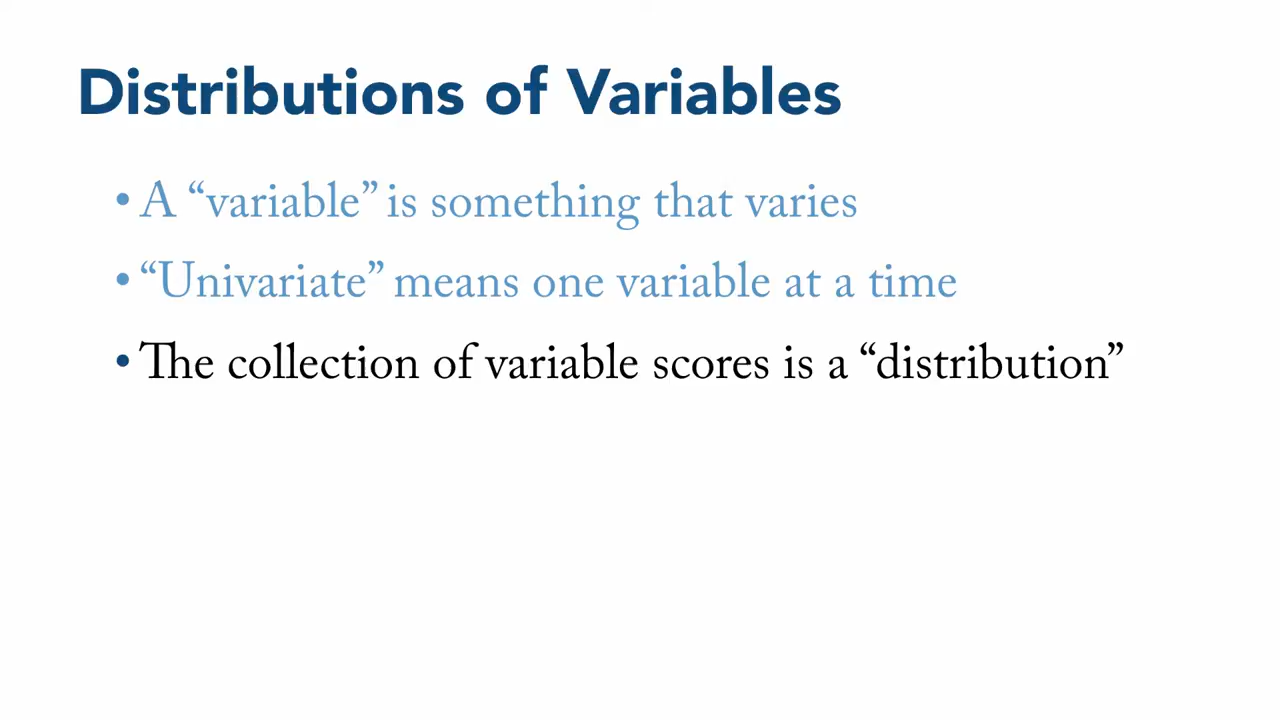 Distributions of Variables
• A “variable” is something that varies
• “Univariate” means one variable at a time
• The collection of variable scores is a “distribution”